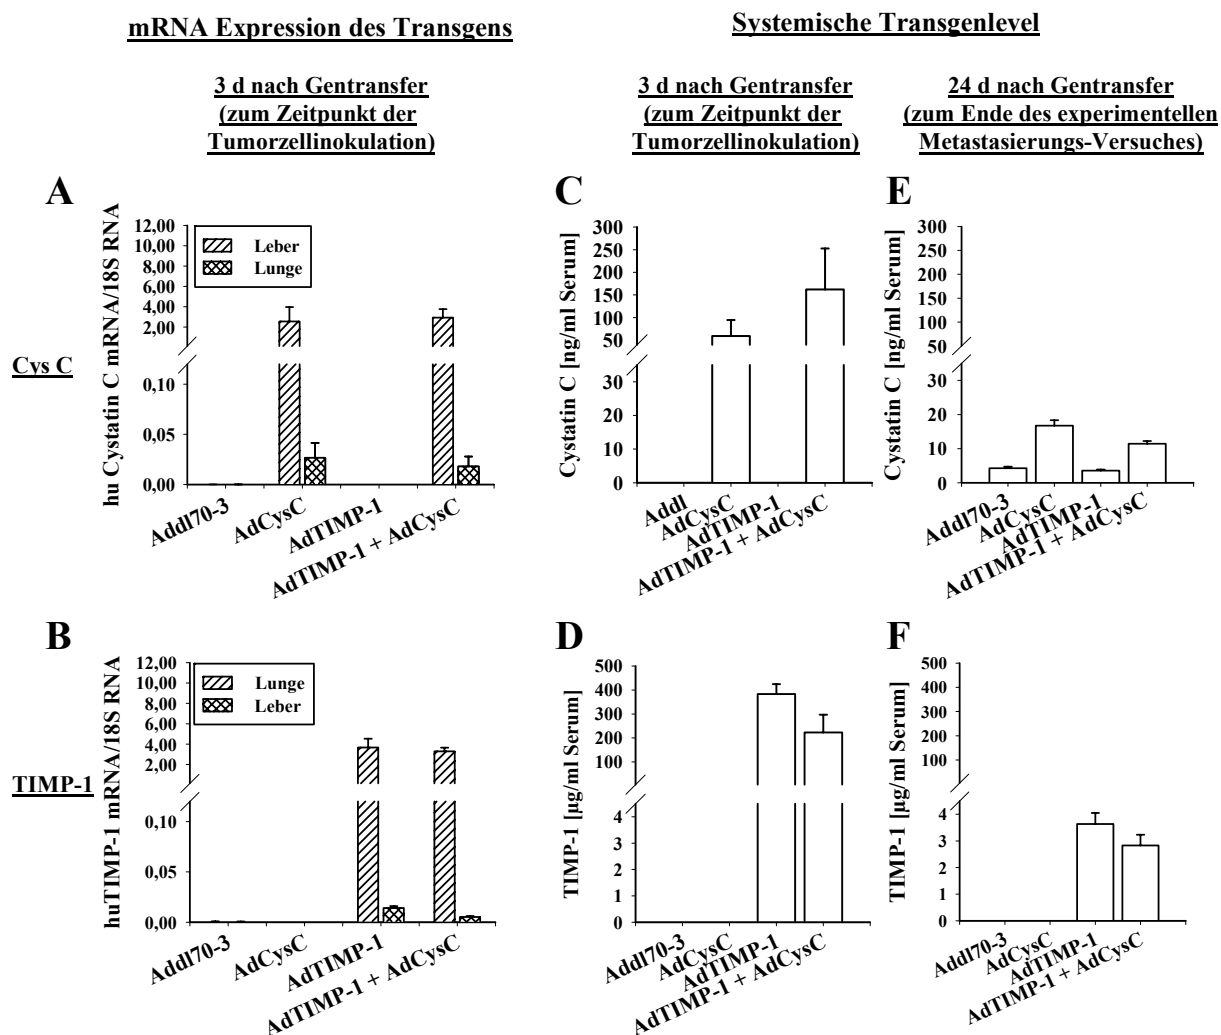 mRNA Expression des Transgens
Systemische Transgenlevel
3 d nach Gentransfer
(zum Zeitpunkt der
Tumorzellinokulation)
3 d nach Gentransfer
(zum Zeitpunkt der
Tumorzellinokulation)
24 d nach Gentransfer
(zum Ende des experimentellen
Metastasierungs-Versuches)
Cys C
A
hu Cystatin C mRNA/18S RNA
12,00
10,00
8,00
6,00
4,00
2,00
0,10
0,05
0,00
Leber
Lunge
Addl70-3
AdCysC
AdTIMP-1
AdTIMP-1 + AdCysC
C
Cystatin C [ng/ml Serum]
300
250
200
150
100
50
30
20
10
0
Addl
AdCysC
AdTIMP-1
AdTIMP-1 + AdCysC
E
Cystatin C [ng/ml Serum]
300
250
200
150
100
50
30
20
10
0
Addl70-3
AdCysC
AdTIMP-1
AdTIMP-1 + AdCysC
TIMP-1
B
huTIMP-1 mRNA/18S RNA
12,00
10,00
8,00
6,00
4,00
2,00
0,10
0,05
0,00
Lunge
Leber
Addl70-3
AdCysC
AdTIMP-1
AdTIMP-1 + AdCysC
D
TIMP-1 [µg/ml Serum]
500
400
300
200
100
4
3
2
1
0
Addl70-3
AdCysC
AdTIMP-1
AdTIMP-1 + AdCysC
F
TIMP-1 [µg/ml Serum]
500
400
300
200
100
4
3
2
1
0
Addl70-3
AdCysC
AdTIMP-1
AdTIMP-1 + AdCysC